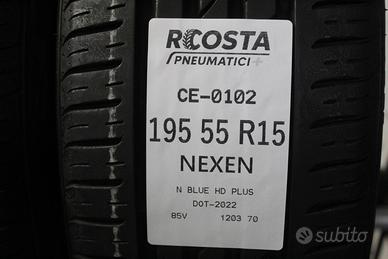 RCOSTA
PNEUMATICI+
CE-0102
195 55 R15
NEXEN
N BLUE HD PLUS
DOT-2022
85V 1203 70
subito